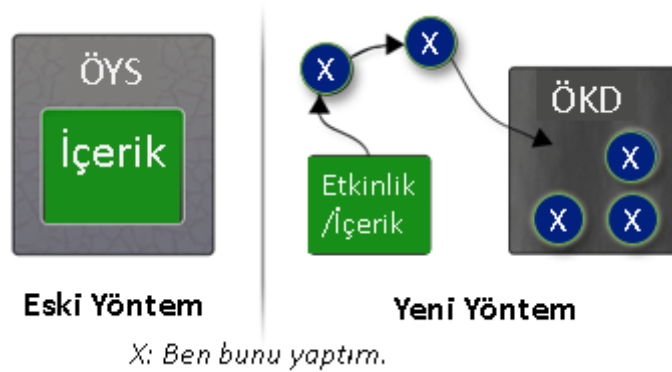 ÖYS
İçerik
Eski Yöntem
X
X
ÖKD
X
X
X
Etkinlik
/İçerik
Yeni Yöntem
X: Ben bunu yaptım.